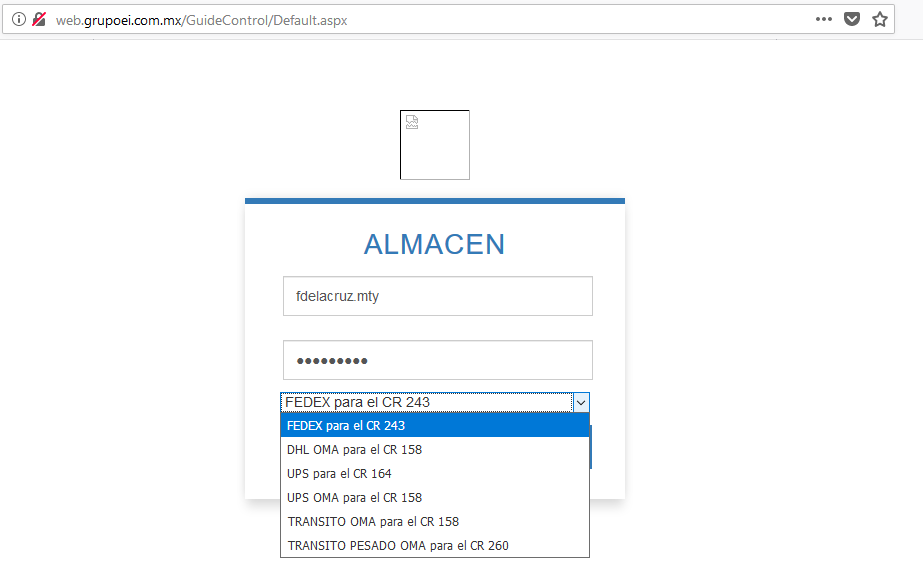 web.grupoei.com.mx/GuideControl/Default.aspx
ALMACEN
fdelacruz.mty
●●●●●●●●●
FEDEX para el CR 243
FEDEX para el CR 243
DHL OMA para el CR 158
UPS para el CR 164
UPS OMA para el CR 158
TRANSITO OMA para el CR 158
TRANSITO PESADO OMA para el CR 260